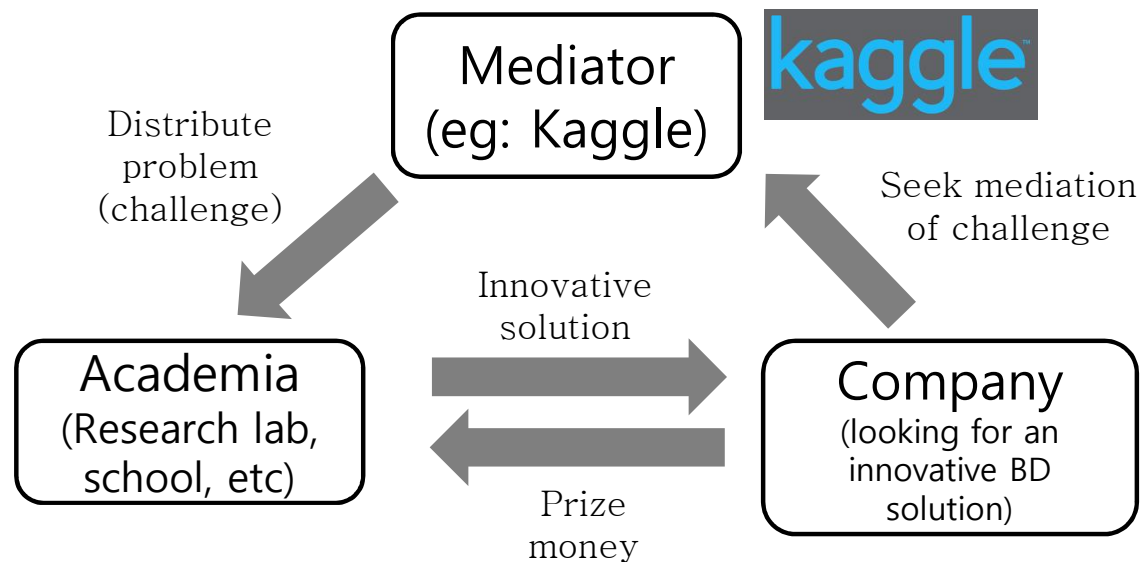 Mediator
(eg: Kaggle)
kaggle™
Distribute
problem
(challenge)
Seek mediation
of challenge
Innovative
solution
Academia
(Research lab,
school, etc)
Company
(looking for an
innovative BD
solution)
Prize
money